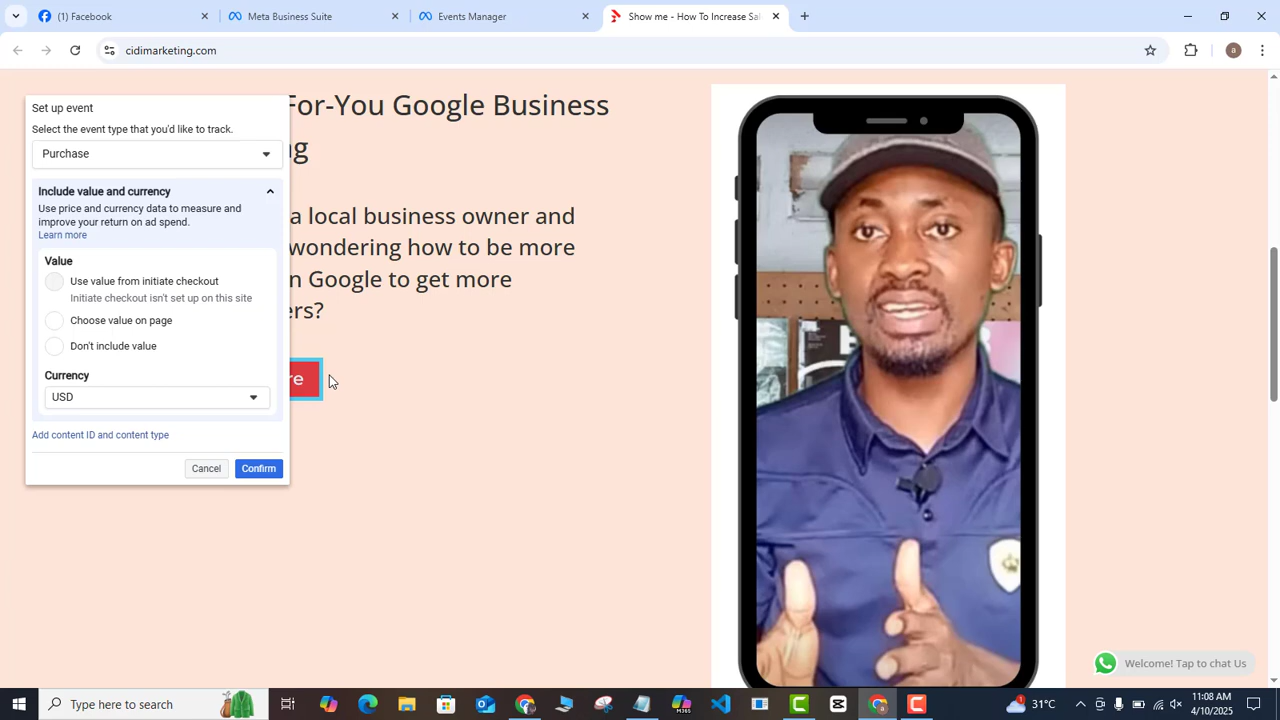 (1) Facebook
Meta Business Suite
Events Manager
Show me - How To Increase Sal
cidimarketing.com
a
Set up event
Select the event type that you'd like to track.
Purchase
Include value and currency
Use price and currency data to measure and
improve your return on ad spend.
Learn more
Value
Use value from initiate checkout
Initiate checkout isn't set up on this site
Choose value on page
Don't include value
Currency
USD
Add content ID and content type
Cancel
Confirm
For-You Google Business
ng
a local business owner and
wondering how to be more
n Google to get more
ers?
re
Welcome! Tap to chat Us
Type here to search
M365
31°C
11:08 AM
4/10/2025